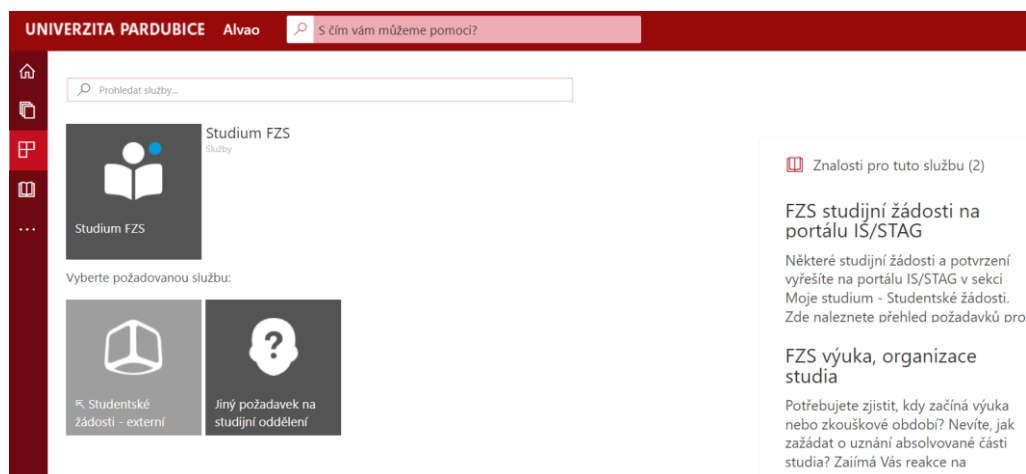 UNIVERZITA PARDUBICE Alvao S čím vám můžeme pomoci?
Prohledat služby...
Studium FZS
Služby
Studium FZS
Vyberte požadovanou službu:
Studentské
žádosti - externí
Jiný požadavek na
studijní oddělení
Znalosti pro tuto službu (2)
FZS studijní žádosti na
portálu IS/STAG
Některé studijní žádosti a potvrzení
vyřešíte na portálu IS/STAG v sekci
Moje studium - Studentské žádosti.
Zde naleznete přehled požadavků pro
FZS výuka, organizace
studia
Potřebujete zjistit, kdy začíná výuka
nebo zkouškové období? Nevíte, jak
zažádat o uznání absolvované části
studia? Zajímá Vás reakce na